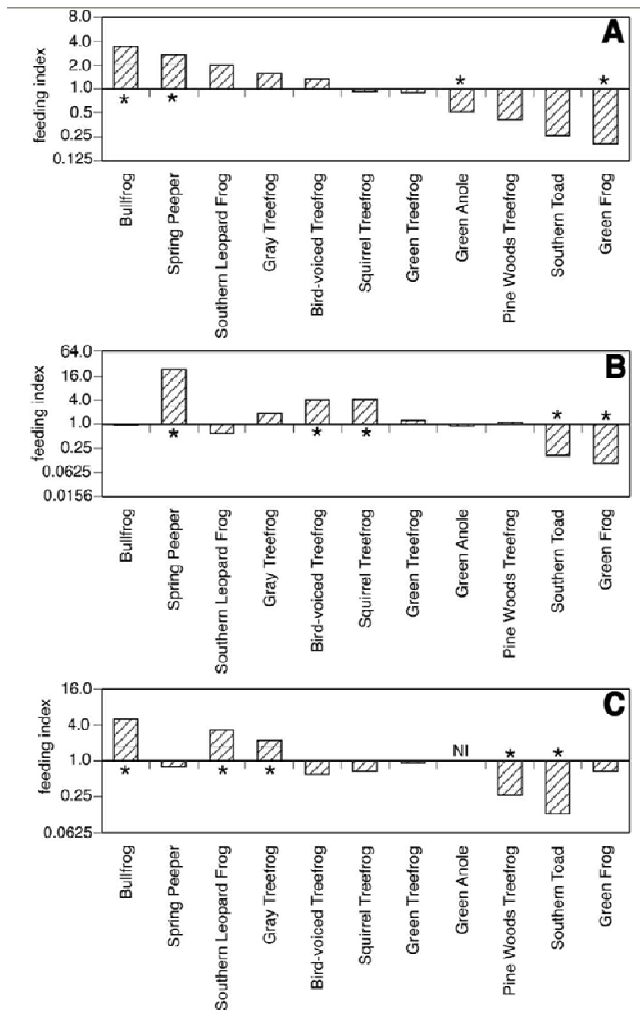 A
feeding index
8.0
4.0
2.0
1.0
0.5
0.25
0.125
* * * *
Bullfrog
Spring Peeper
Southern Leopard Frog
Gray Treefrog
Bird-voiced Treefrog
Squirrel Treefrog
Green Treefrog
Green Anole
Pine Woods Treefrog
Southern Toad
Green Frog
B
feeding index
64.0
16.0
4.0
1.0
0.25
0.0625
0.0156
* * * * *
Bullfrog
Spring Peeper
Southern Leopard Frog
Gray Treefrog
Bird-voiced Treefrog
Squirrel Treefrog
Green Treefrog
Green Anole
Pine Woods Treefrog
Southern Toad
Green Frog
C
feeding index
16.0
4.0
1.0
0.25
0.0625
* * * NI * *
Bullfrog
Spring Peeper
Southern Leopard Frog
Gray Treefrog
Bird-voiced Treefrog
Squirrel Treefrog
Green Treefrog
Green Anole
Pine Woods Treefrog
Southern Toad
Green Frog